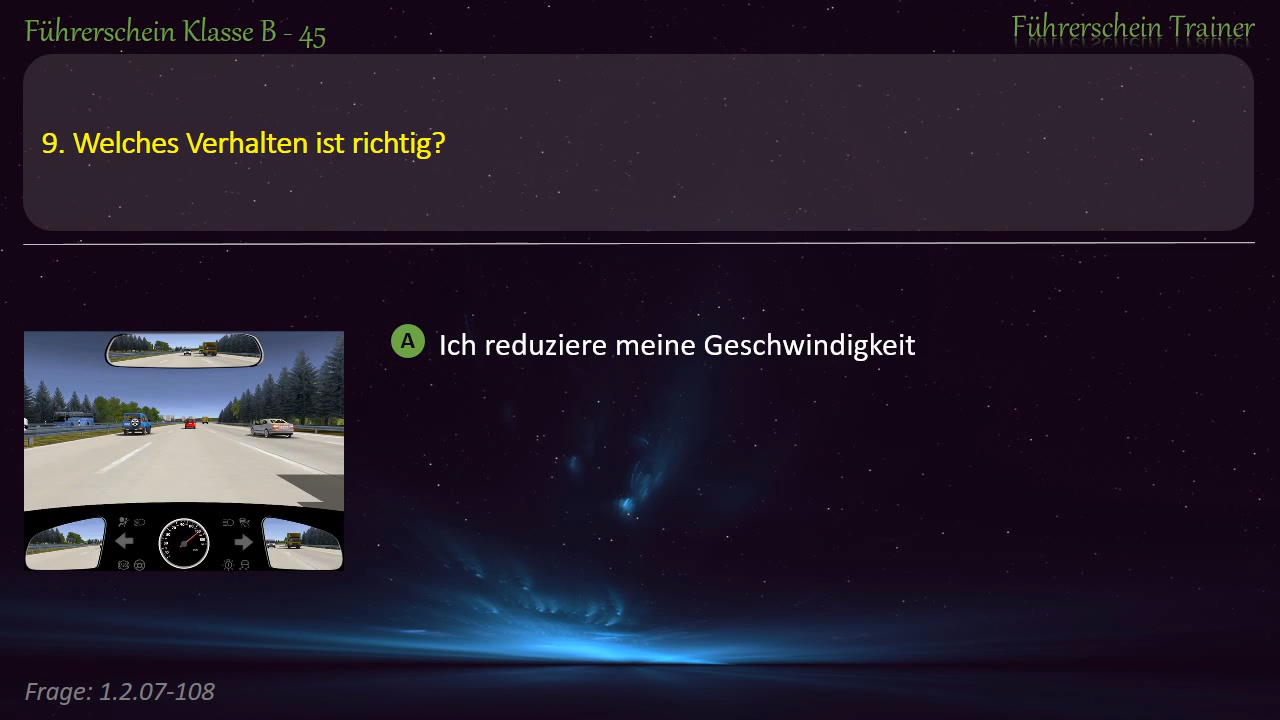 Führerschein Klasse B - 45
Führerschein Trainer
9. Welches Verhalten ist richtig?
A Ich reduziere meine Geschwindigkeit
Frage: 1.2.07-108